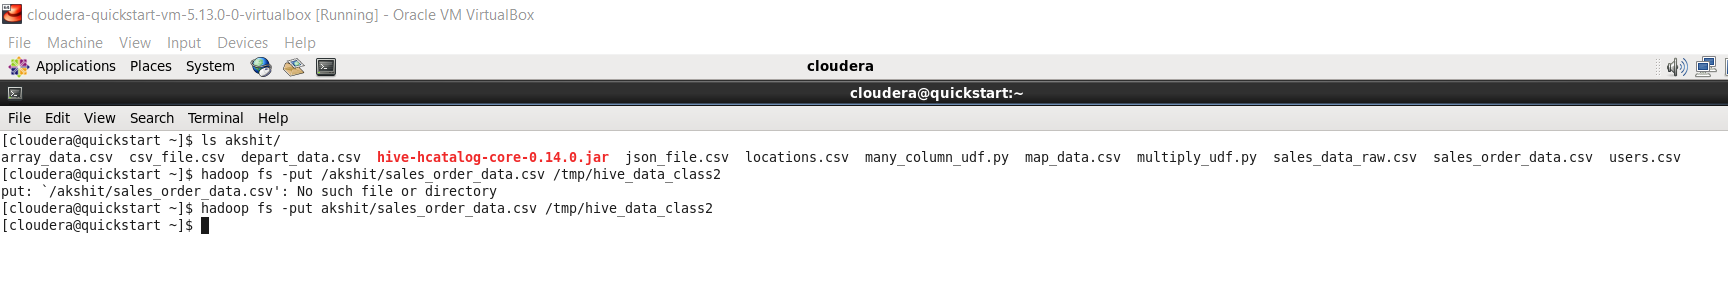 cloudera-quickstart-vm-5.13.0-0-virtualbox [Running] - Oracle VM VirtualBox
File Machine View Input Devices Help
Applications Places System cloudera
cloudera@quickstart:~
File Edit View Search Terminal Help
[cloudera@quickstart ~]$ ls akshit/
array_data.csv csv_file.csv depart_data.csv hive-hcatalog-core-0.14.0.jar json_file.csv locations.csv many_column_udf.py map_data.csv multiply_udf.py sales_data_raw.csv sales_order_data.csv users.csv
[cloudera@quickstart ~]$ hadoop fs -put /akshit/sales_order_data.csv /tmp/hive_data_class2
put: `/akshit/sales_order_data.csv': No such file or directory
[cloudera@quickstart ~]$ hadoop fs -put akshit/sales_order_data.csv /tmp/hive_data_class2
[cloudera@quickstart ~]$